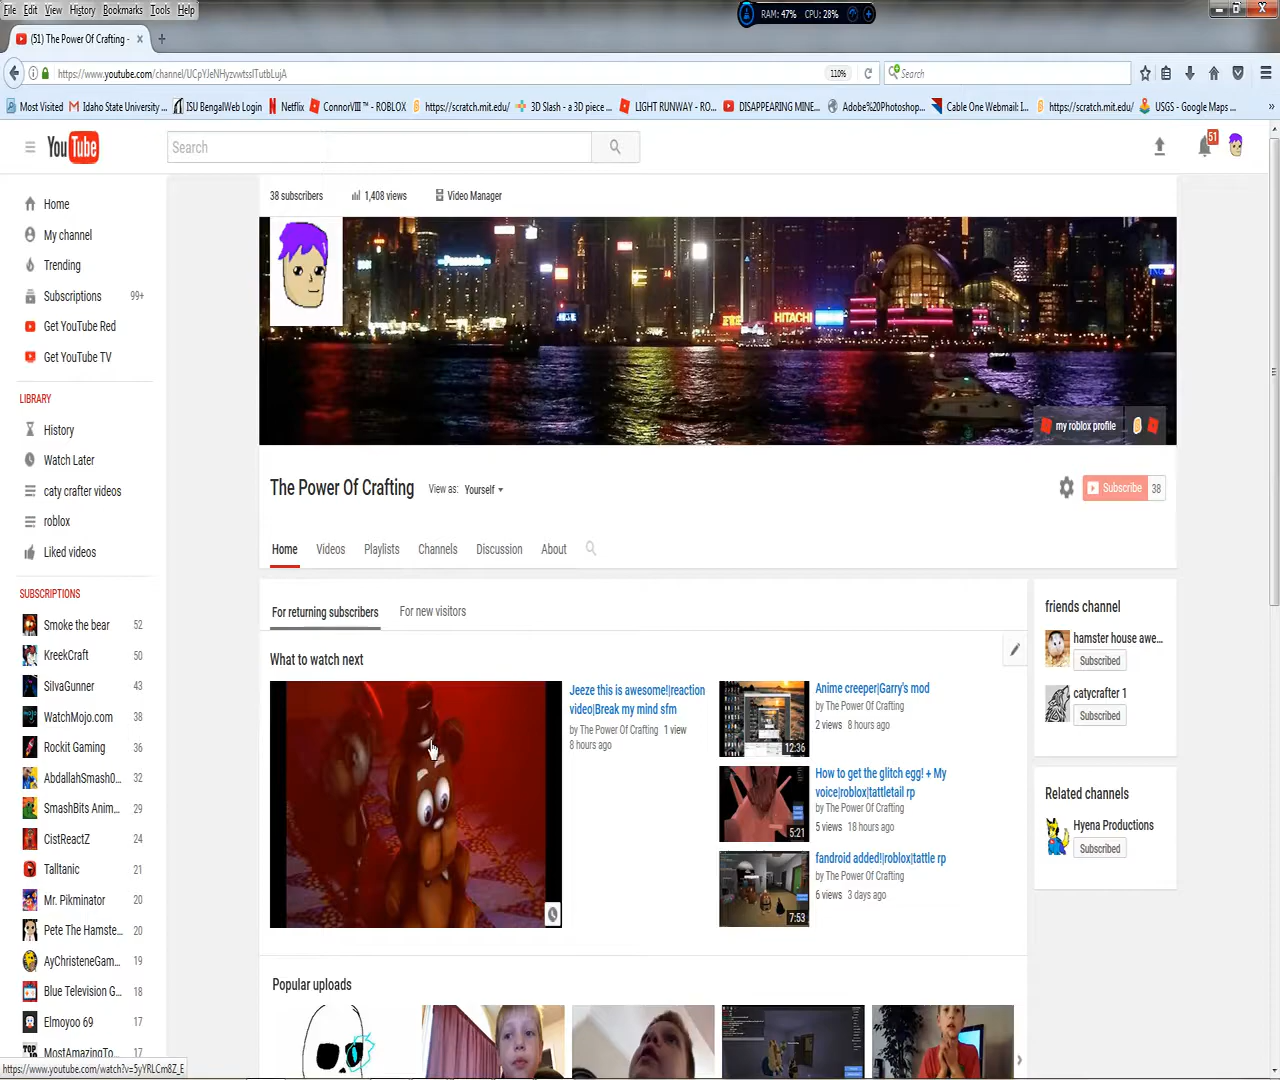 File Edit View History Bookmarks Tools Help
RAM: 47% CPU: 28%
(51) The Power Of Crafting -
https://www.youtube.com/channel/UCpYJeNHyzvwtssITutbLujA
110%
Search
Most Visited Idaho State University ... ISU BengalWeb Login Netflix ConnorVIII ™ - ROBLOX https://scratch.mit.edu/ 3D Slash - a 3D piece ... LIGHT RUNWAY - RO... DISAPPEARING MINE... Adobe%20Photoshop... Cable One Webmail: I... https://scratch.mit.edu/ USGS - Google Maps ... »
YouTube
Search
51
Home
My channel
Trending
Subscriptions 99+
Get YouTube Red
Get YouTube TV
LIBRARY
History
Watch Later
caty crafter videos
roblox
Liked videos
SUBSCRIPTIONS
Smoke the bear 52
KreekCraft 50
SilvaGunner 43
WatchMojo.com 38
Rockit Gaming 36
AbdallahSmash0... 32
SmashBits Anim... 29
CistReactZ 24
Talltanic 21
Mr. Pikminator 20
Pete The Hamste... 20
AyChristeneGam... 19
Blue Television G... 18
Elmoyoo 69 17
MostAmazingTo... 17
38 subscribers 1,408 views Video Manager
Panasonic
HITACHI
my roblox profile
The Power Of Crafting View as: Yourself
Subscribe 38
Home Videos Playlists Channels Discussion About
For returning subscribers For new visitors
What to watch next
Jeeze this is awesome!|reaction
video|Break my mind sfm
by The Power Of Crafting 1 view
8 hours ago
12:36
Anime creeper|Garry's mod
by The Power Of Crafting
2 views 8 hours ago
5:21
How to get the glitch egg! + My
voice|roblox|tattletail rp
by The Power Of Crafting
5 views 18 hours ago
7:53
fandroid added!|roblox|tattle rp
by The Power Of Crafting
6 views 3 days ago
Popular uploads
friends channel
hamster house awe...
Subscribed
catycrafter 1
Subscribed
Related channels
Hyena Productions
Subscribed
https://www.youtube.com/watch?v=5yYRLCm8Z_E